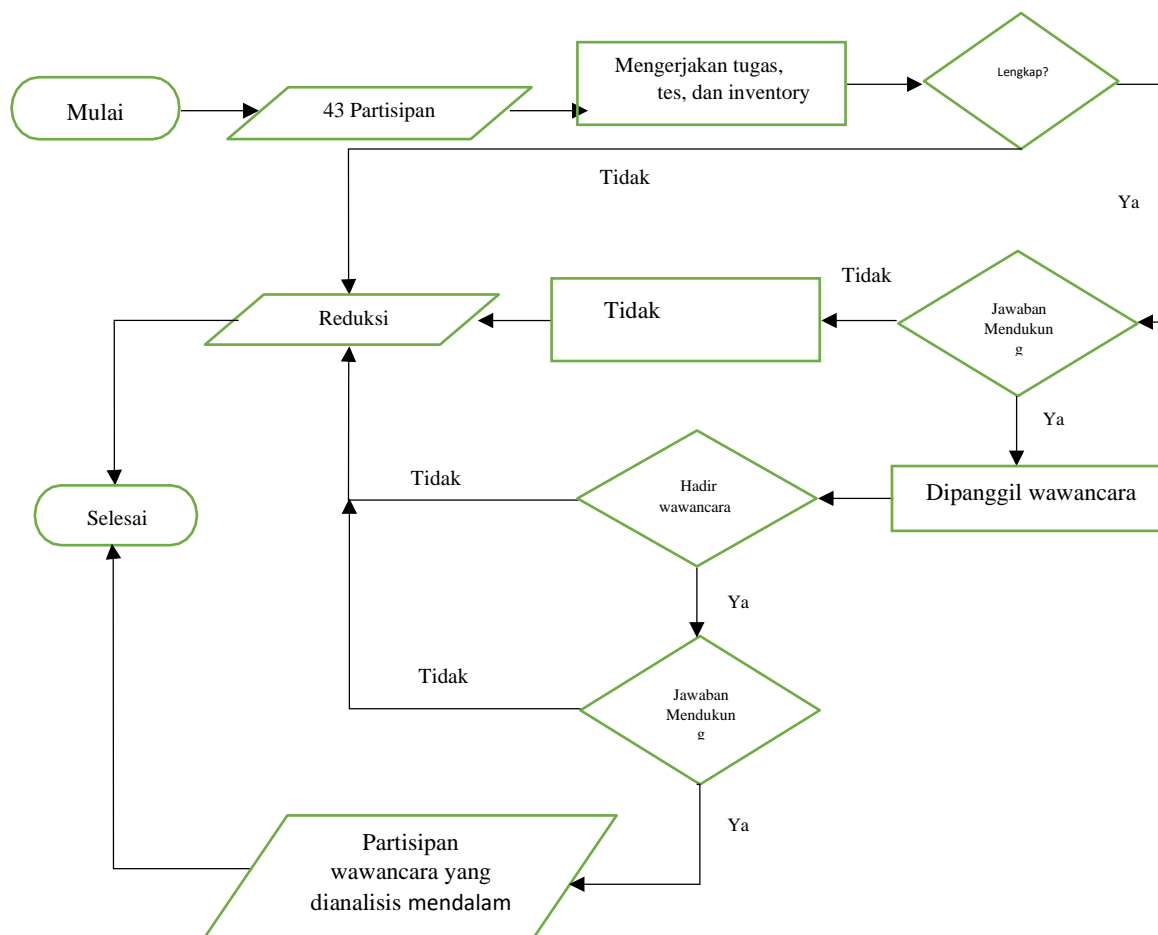 Mulai
43 Partisipan
Mengerjakan tugas,
tes, dan inventory
Lengkap?
Tidak
Ya
Reduksi
Tidak
Tidak
Jawaban
Mendukun
g
Ya
Selesai
Tidak
Hadir
wawancara
Dipanggil wawancara
Ya
Tidak
Jawaban
Mendukun
g
Ya
Partisipan
wawancara yang
dianalisis mendalam